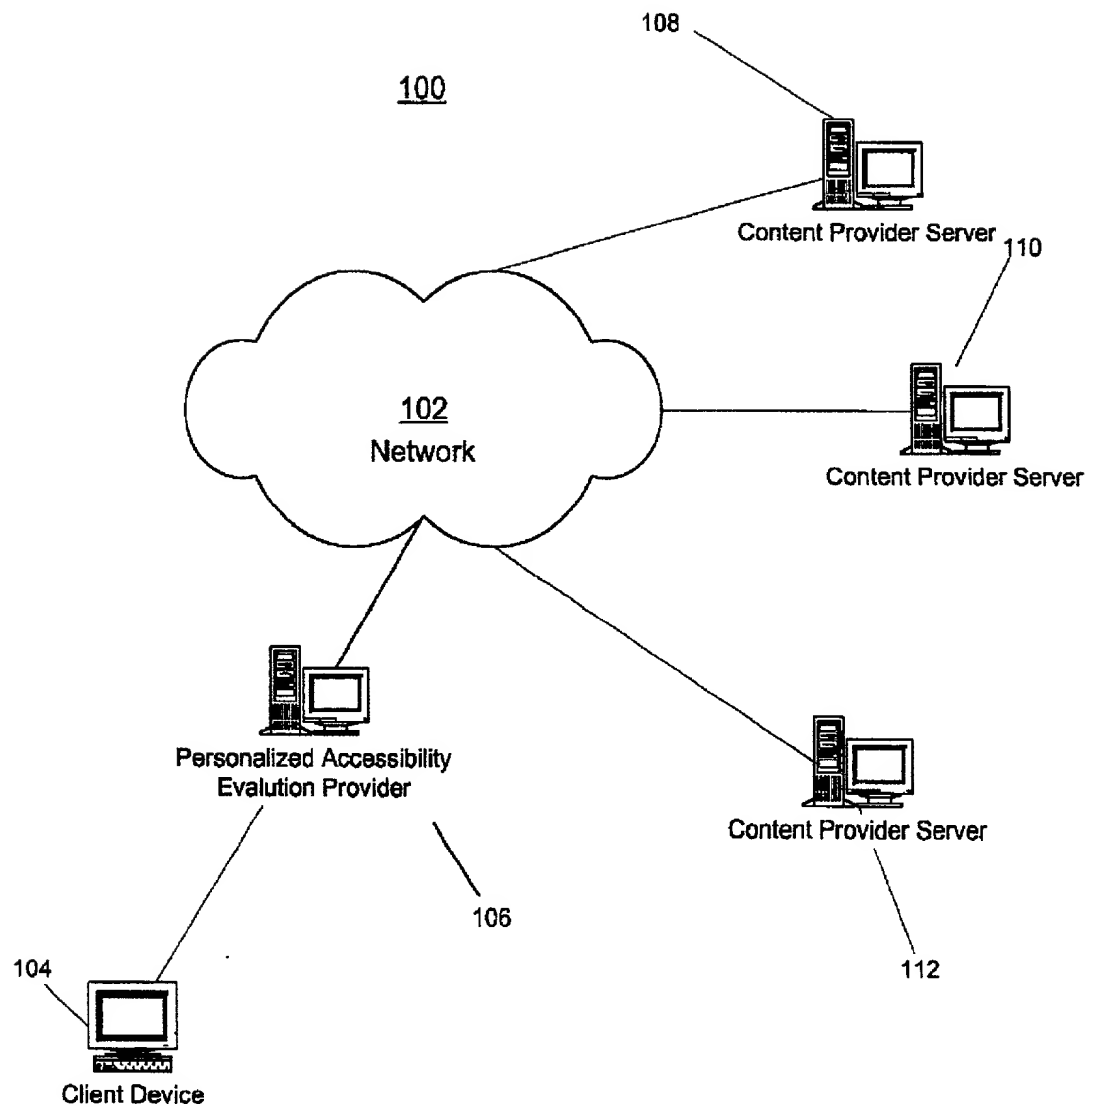 108
100
Content Provider Server
110
102
Network
Content Provider Server
Personalized Accessibility
Evalution Provider
Content Provider Server
106
112
104
Client Device